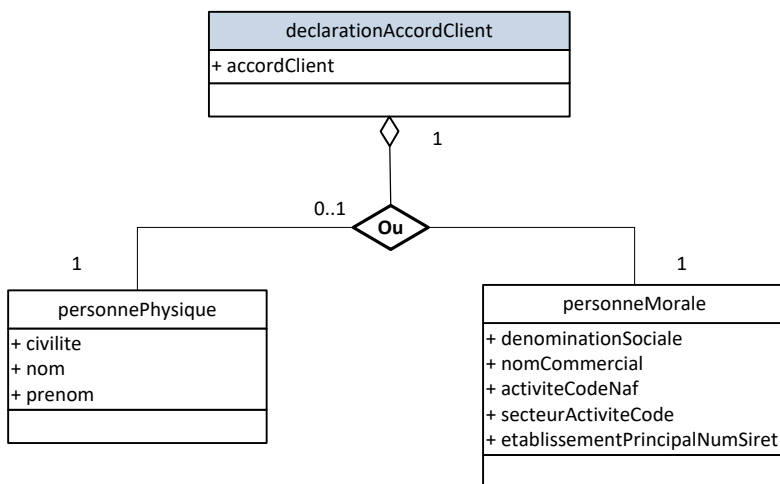 declarationAccordClient
+ accordClient
1
0..1
Ou
1
1
personnePhysique
+ civilite
+ nom
+ prenom
personneMorale
+ denominationSociale
+ nomCommercial
+ activiteCodeNaf
+ secteurActiviteCode
+ etablissementPrincipalNumSiret